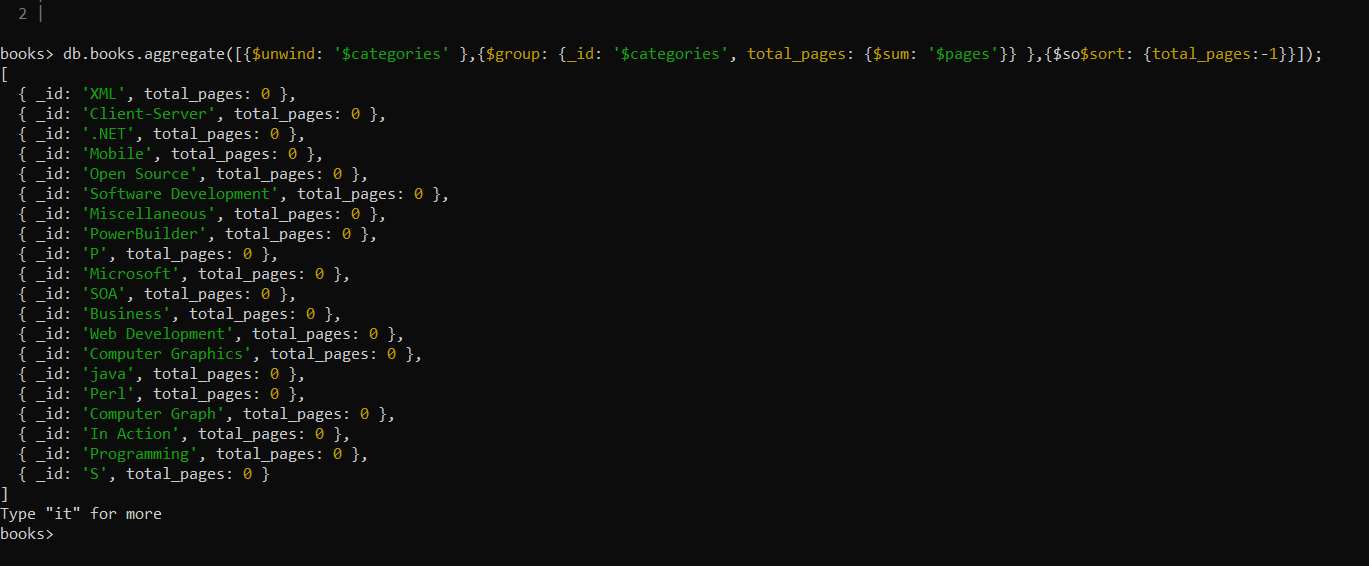 2 |
books> db.books.aggregate([{$unwind: '$categories' },{$group: {_id: '$categories', total_pages: {$sum: '$pages'}} },{$so$sort: {total_pages:-1}}]);
[
  { _id: 'XML', total_pages: 0 },
  { _id: 'Client-Server', total_pages: 0 },
  { _id: '.NET', total_pages: 0 },
  { _id: 'Mobile', total_pages: 0 },
  { _id: 'Open Source', total_pages: 0 },
  { _id: 'Software Development', total_pages: 0 },
  { _id: 'Miscellaneous', total_pages: 0 },
  { _id: 'PowerBuilder', total_pages: 0 },
  { _id: 'P', total_pages: 0 },
  { _id: 'Microsoft', total_pages: 0 },
  { _id: 'SOA', total_pages: 0 },
  { _id: 'Business', total_pages: 0 },
  { _id: 'Web Development', total_pages: 0 },
  { _id: 'Computer Graphics', total_pages: 0 },
  { _id: 'java', total_pages: 0 },
  { _id: 'Perl', total_pages: 0 },
  { _id: 'Computer Graph', total_pages: 0 },
  { _id: 'In Action', total_pages: 0 },
  { _id: 'Programming', total_pages: 0 },
  { _id: 'S', total_pages: 0 }
]
Type "it" for more
books>